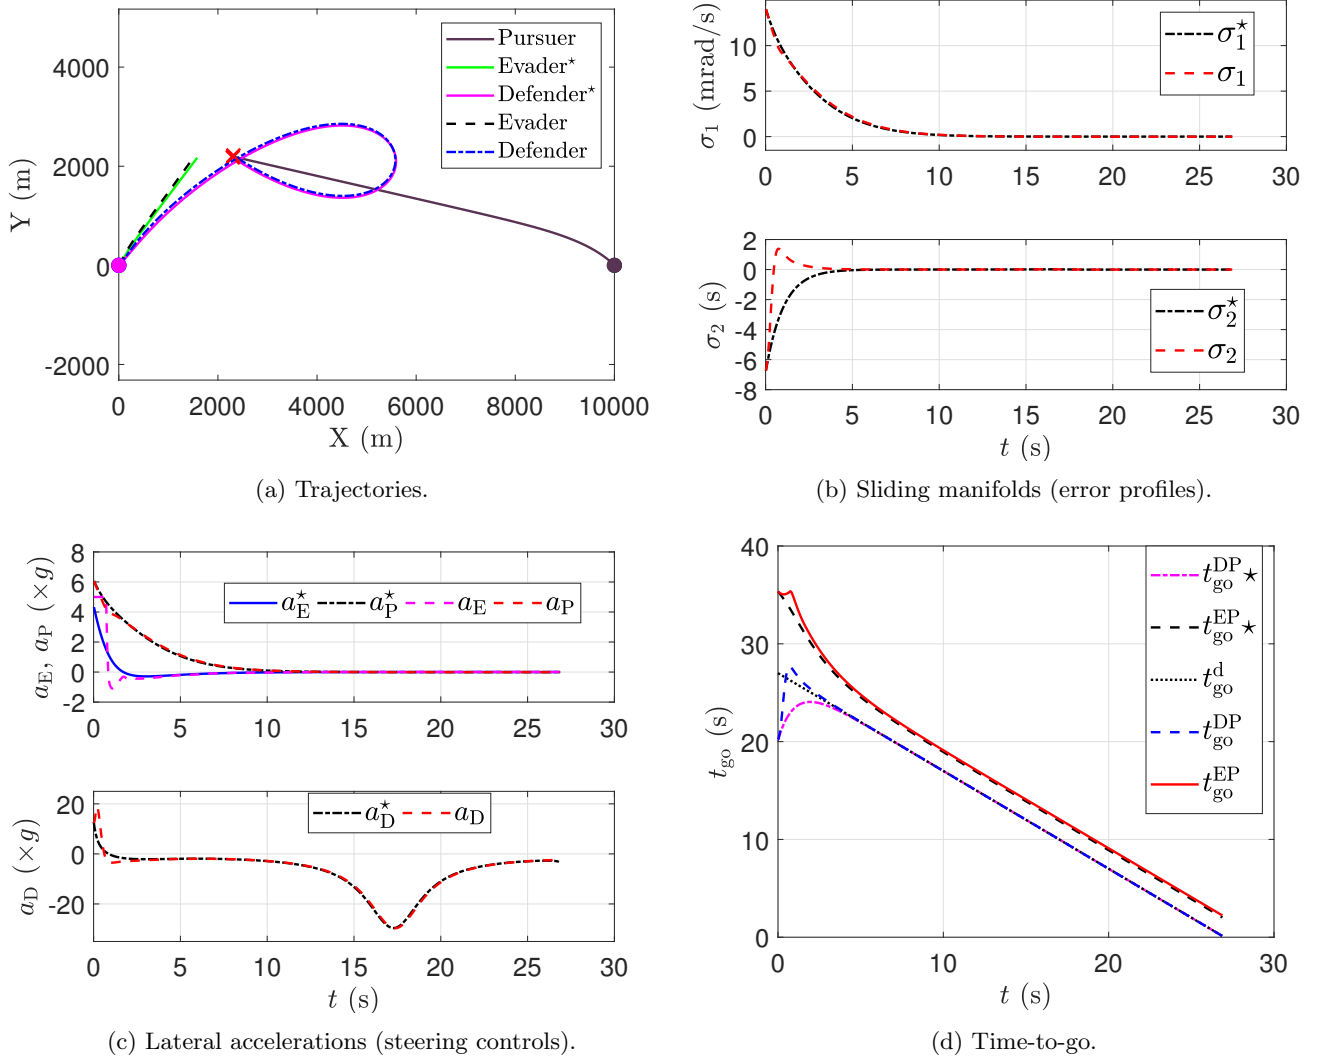 4000
2000
0
-2000
Y (m)
0
2000
4000
6000
8000
10000
X (m)
Pursuer
Evader⋆
Defender⋆
Evader
Defender
(a) Trajectories.
10
5
0
σ1 (mrad/s)
0
5
10
15
20
25
30
σ1⋆
σ1
2
0
-2
-4
-6
-8
σ2 (s)
0
5
10
15
20
25
30
t (s)
σ2⋆
σ2
(b) Sliding manifolds (error profiles).
8
6
4
2
0
-2
aE, aP (×g)
0
5
10
15
20
25
30
aE⋆ aP⋆ aE aP
20
0
-20
aD (×g)
0
5
10
15
20
25
30
t (s)
aD⋆ aD
(c) Lateral accelerations (steering controls).
40
30
20
10
0
tgo (s)
0
10
20
30
t (s)
tgoDP⋆
tgoEP⋆
tgod
tgoDP
tgoEP
(d) Time-to-go.